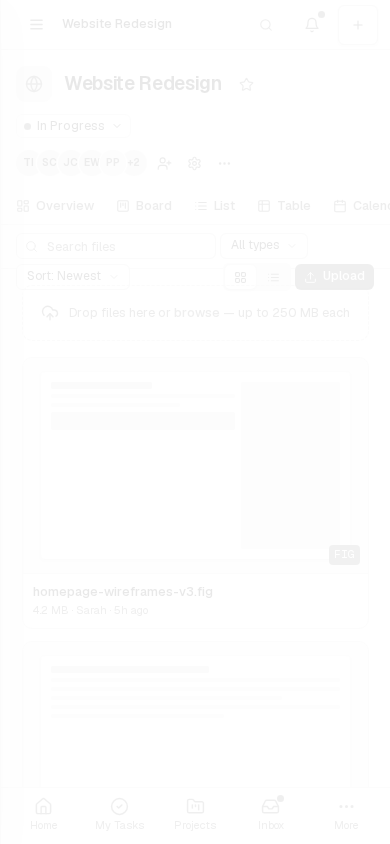 Website Redesign
Website Redesign
In Progress
TI SC JC EW PP +2
Overview Board List Table Calen
Search files All types
Sort: Newest Upload
Drop files here or browse — up to 250 MB each
FIG
homepage-wireframes-v3.fig
4.2 MB · Sarah · 5h ago
Home My Tasks Projects Inbox More